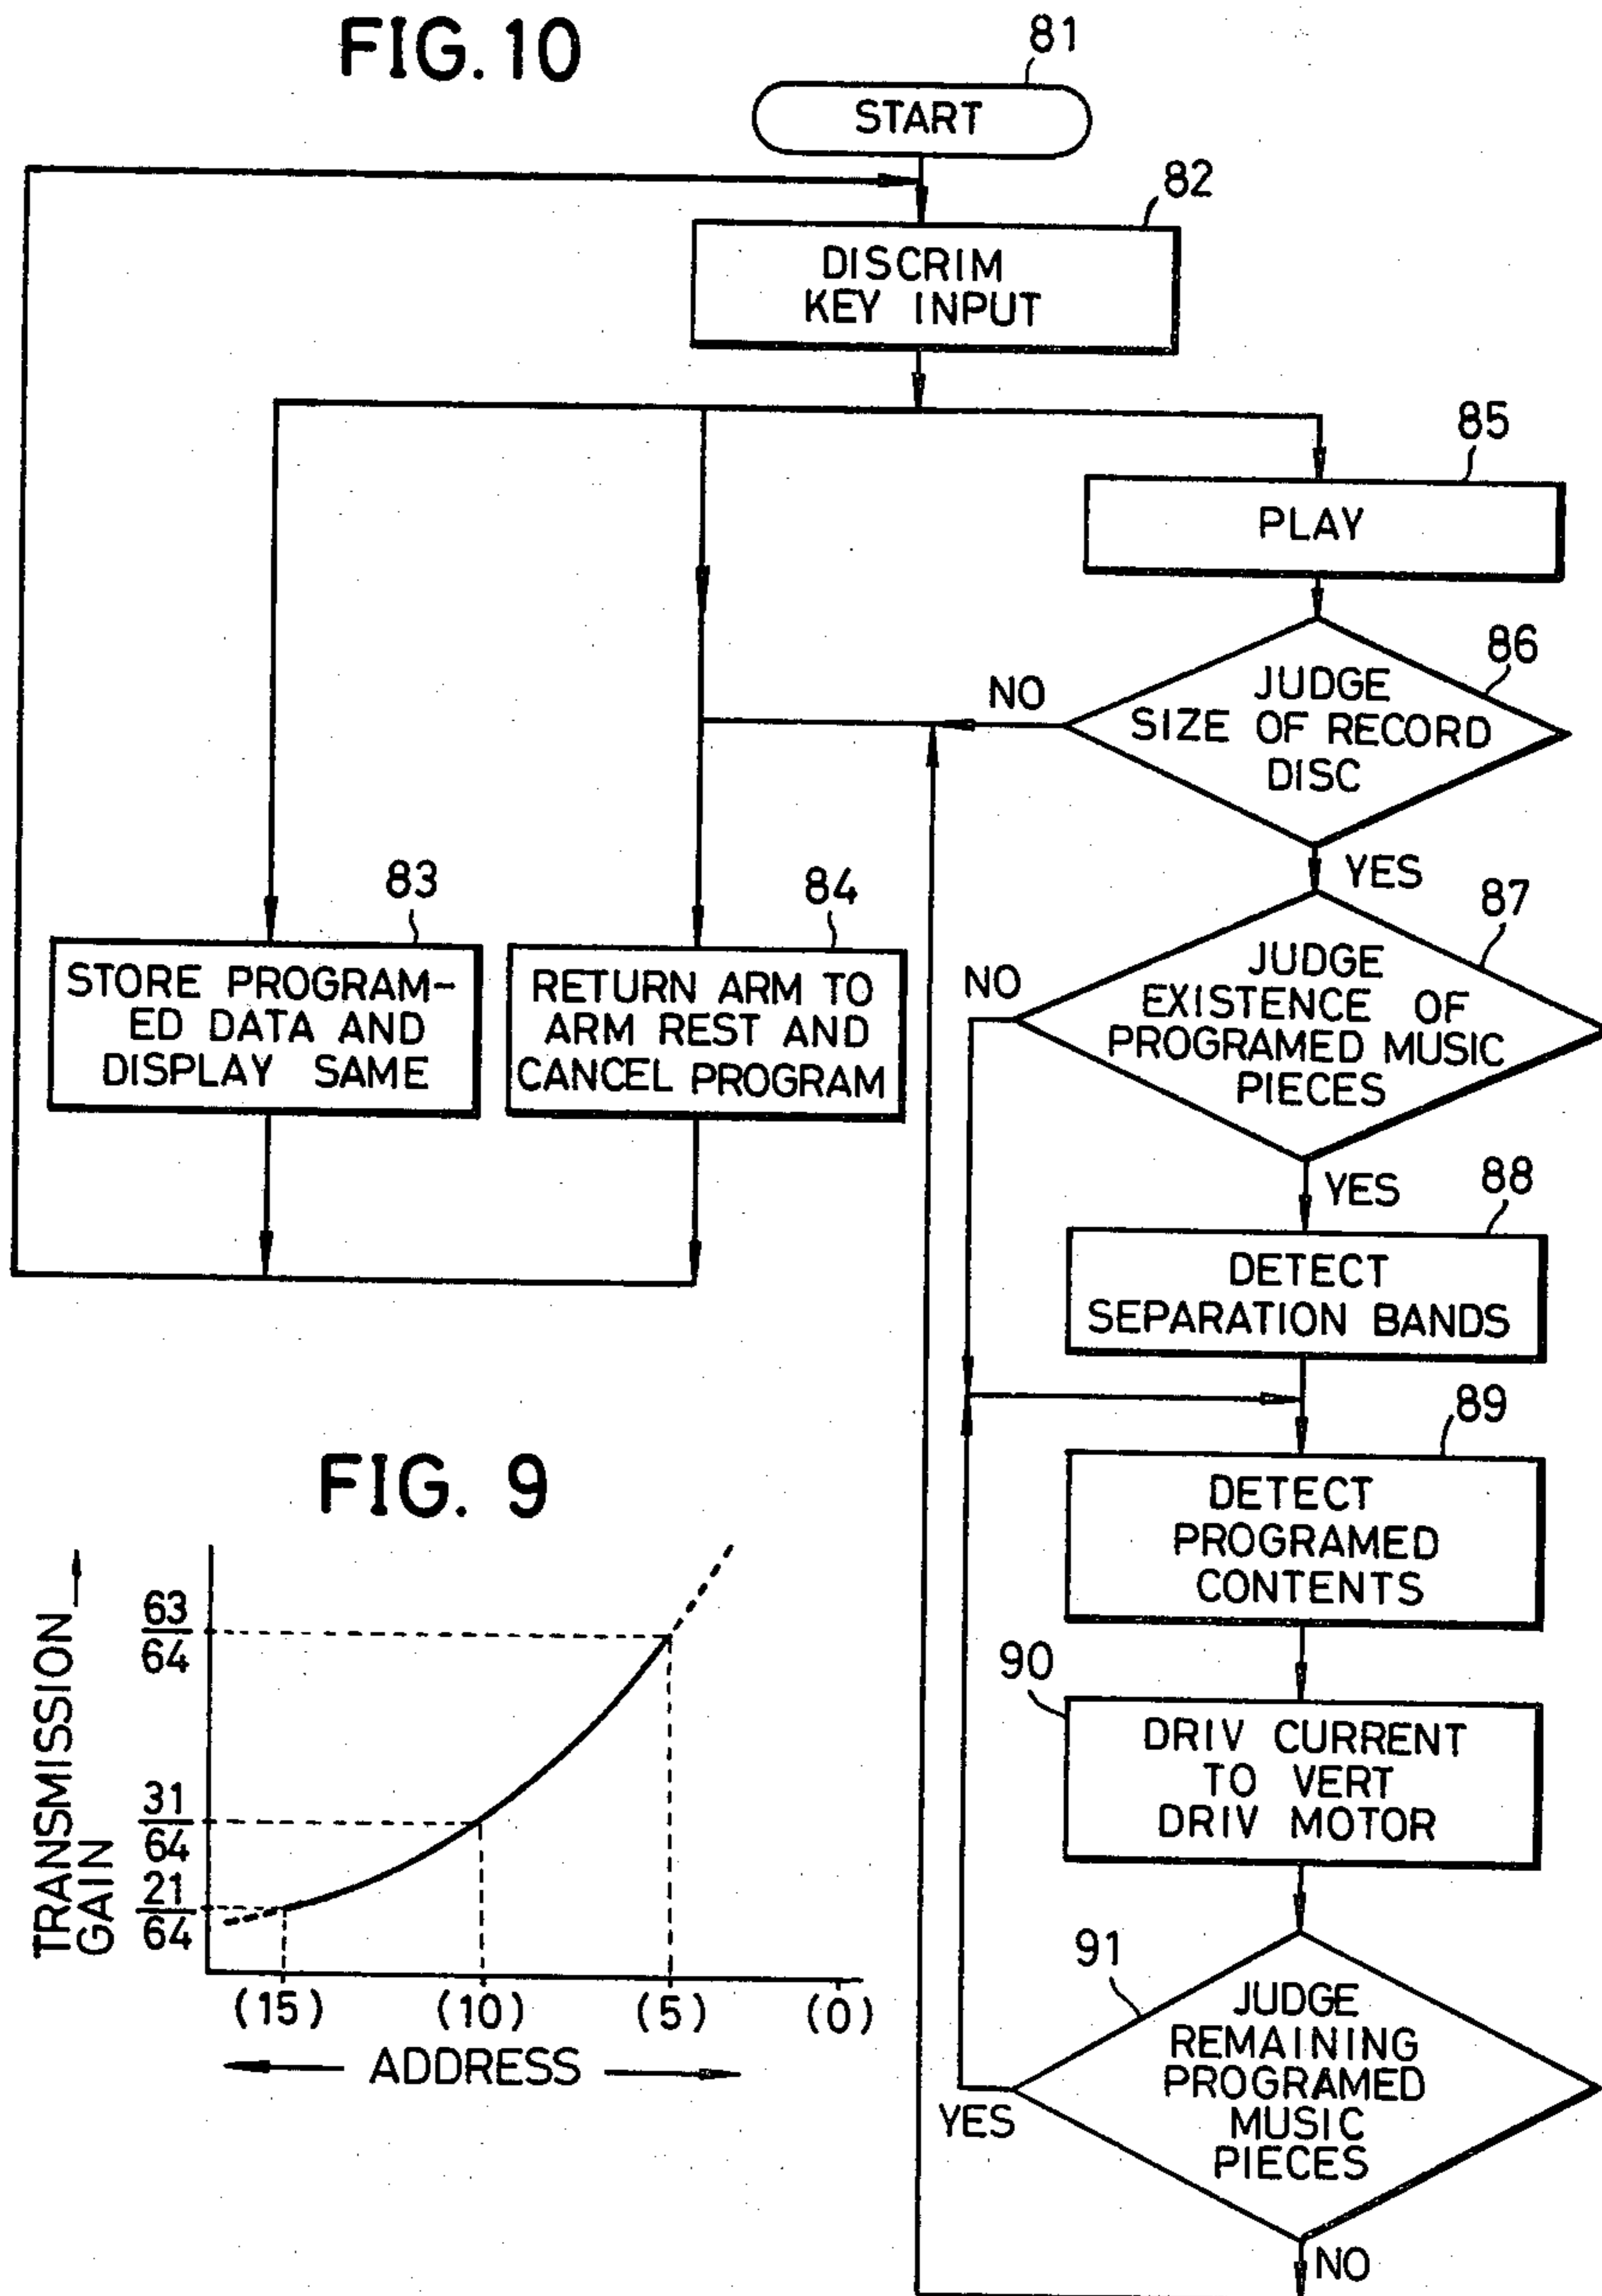 FIG. 10
81
START
82
DISCRIM
KEY INPUT
85
PLAY
86
JUDGE
SIZE OF RECORD
DISC
NO
YES
83
STORE PROGRAM-
ED DATA AND
DISPLAY SAME
84
RETURN ARM TO
ARM REST AND
CANCEL PROGRAM
87
JUDGE
EXISTENCE OF
PROGRAMED MUSIC
PIECES
NO
YES
88
DETECT
SEPARATION BANDS
89
DETECT
PROGRAMED
CONTENTS
90
DRIV CURRENT
TO VERT
DRIV MOTOR
91
JUDGE
REMAINING
PROGRAMED
MUSIC
PIECES
YES
NO
FIG. 9
TRANSMISSION
GAIN
63
64
31
64
21
64
(15) (10) (5) (0)
ADDRESS